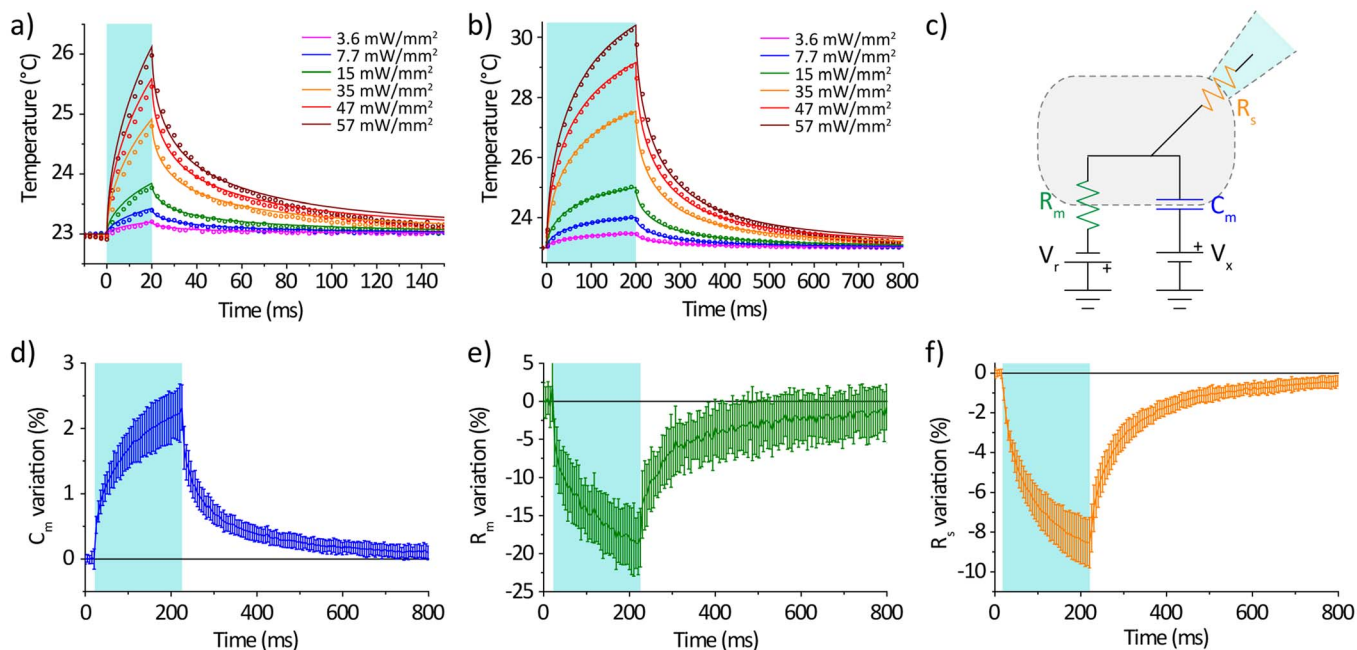 a)
Temperature (°C)
26
25
24
23
3.6 mW/mm²
7.7 mW/mm²
15 mW/mm²
35 mW/mm²
47 mW/mm²
57 mW/mm²
0 20 40 60 80 100 120 140
Time (ms)
b)
Temperature (°C)
30
28
26
24
3.6 mW/mm²
7.7 mW/mm²
15 mW/mm²
35 mW/mm²
47 mW/mm²
57 mW/mm²
0 100 200 300 400 500 600 700 800
Time (ms)
c)
Rs
Rm
Cm
Vr
+
+
Vx
d)
Cm variation (%)
3
2
1
0
0 200 400 600 800
Time (ms)
e)
Rm variation (%)
5
0
-5
-10
-15
-20
-25
0 200 400 600 800
Time (ms)
f)
Rs variation (%)
0
-2
-4
-6
-8
-10
0 200 400 600 800
Time (ms)